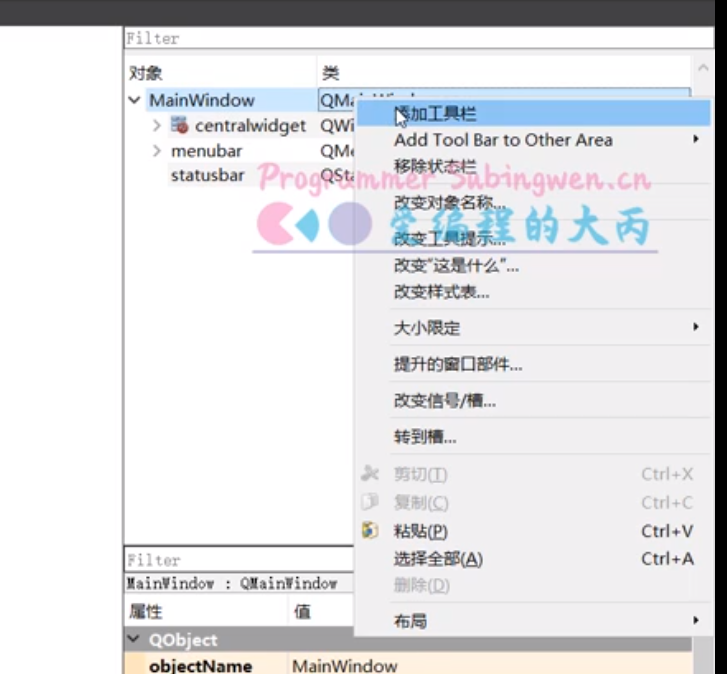 Filter
对象 类
MainWindow QMainWindow
centralwidget QWi
menubar QMe
statusbar QSta
添加工具栏
Add Tool Bar to Other Area
移除状态栏
Programmer Subingwen.cn
改变对象名称...
爱编程的大丙
改变工具提示...
改变“这是什么”...
改变样式表...
大小限定
提升的窗口部件...
改变信号/槽...
转到槽...
剪切(T) Ctrl+X
复制(C) Ctrl+C
粘贴(P) Ctrl+V
选择全部(A) Ctrl+A
删除(D)
布局
Filter
MainWindow : QMainWindow
属性 值
QObject
objectName MainWindow